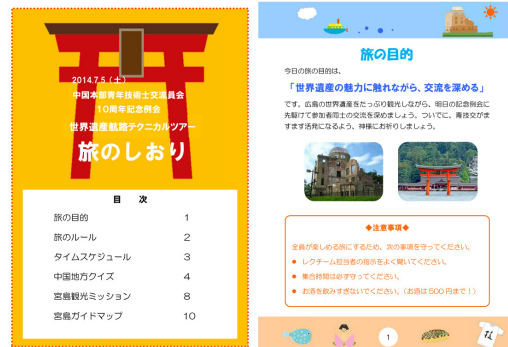 2014.7.5（土）
中国本部青年技術士交流員会
10周年記念例会
世界遺産航路テクニカルツアー
旅のしおり
目　次
旅の目的 1
旅のルール 2
タイムスケジュール 3
中国地方クイズ 4
宮島観光ミッション 8
宮島ガイドマップ 10
旅の目的
今日の旅の目的は、
「世界遺産の魅力に触れながら、交流を深める」
です。広島の世界遺産をたっぷり観光しながら、明日の記念例会に
先駆けて参加者同士の交流を深めましょう。ついでに、青技交がま
すます活発になるよう、神様にお祈りしましょう。
◆注意事項◆
全員が楽しめる旅にするため、次の事項を守ってください。
● レクチーム担当者の指示をよく聞いてください。
● 集合時間は必ず守ってください。
● お酒を飲みすぎないでください。（お酒は500円まで！）
1